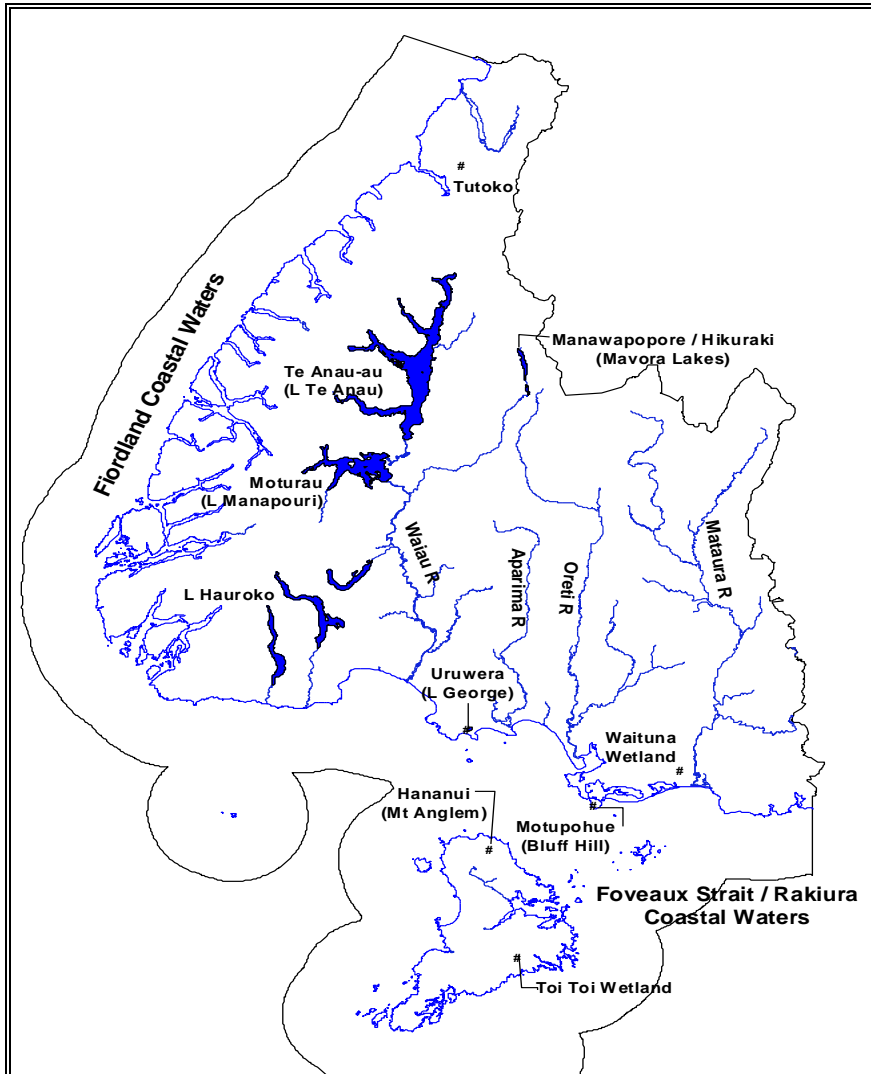 Tutoko
Fiordland Coastal Waters
Manawapopore / Hikuraki
(Mavora Lakes)
Te Anau-au
(L Te Anau)
Moturau
(L Manapouri)
Waiau R
Aparima R
Oreti R
Mataura R
L Hauroko
Uruwera
(L George)
Waituna
Wetland
Hananui
(Mt Anglem)
Motupohue
(Bluff Hill)
Foveaux Strait / Rakiura
Coastal Waters
Toi Toi Wetland